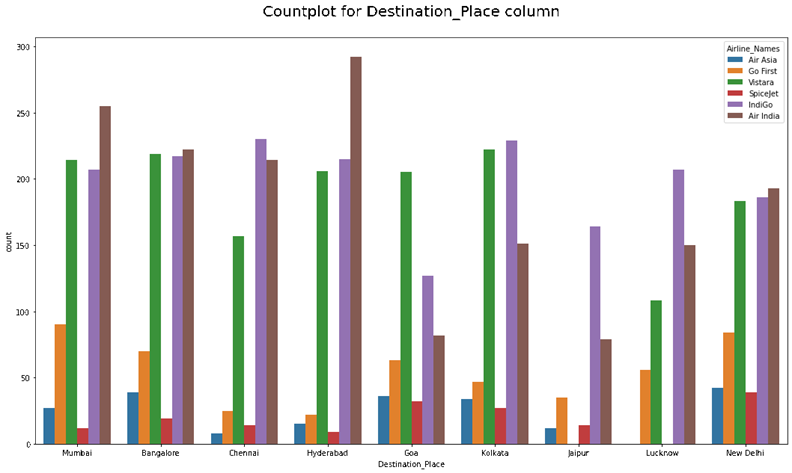 Countplot for Destination_Place column
Airline_Names
Air Asia
Go First
Vistara
SpiceJet
IndiGo
Air India
count
300
250
200
150
100
50
0
Mumbai Bangalore Chennai Hyderabad Goa Kolkata Jaipur Lucknow New Delhi
Destination_Place